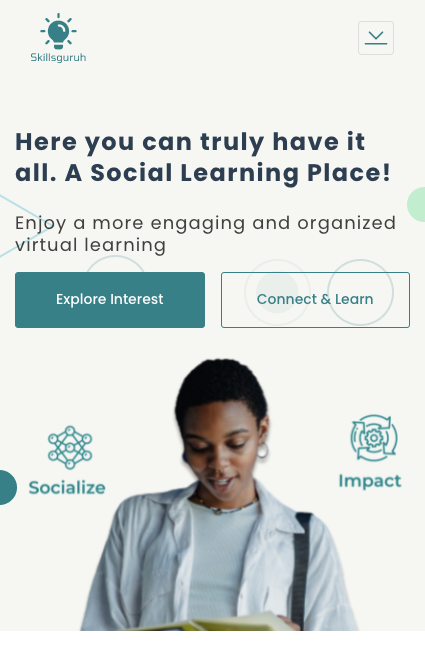 Skillsguruh
Here you can truly have it
all. A Social Learning Place!
Enjoy a more engaging and organized
virtual learning
Explore Interest
Connect & Learn
Impact
Socialize